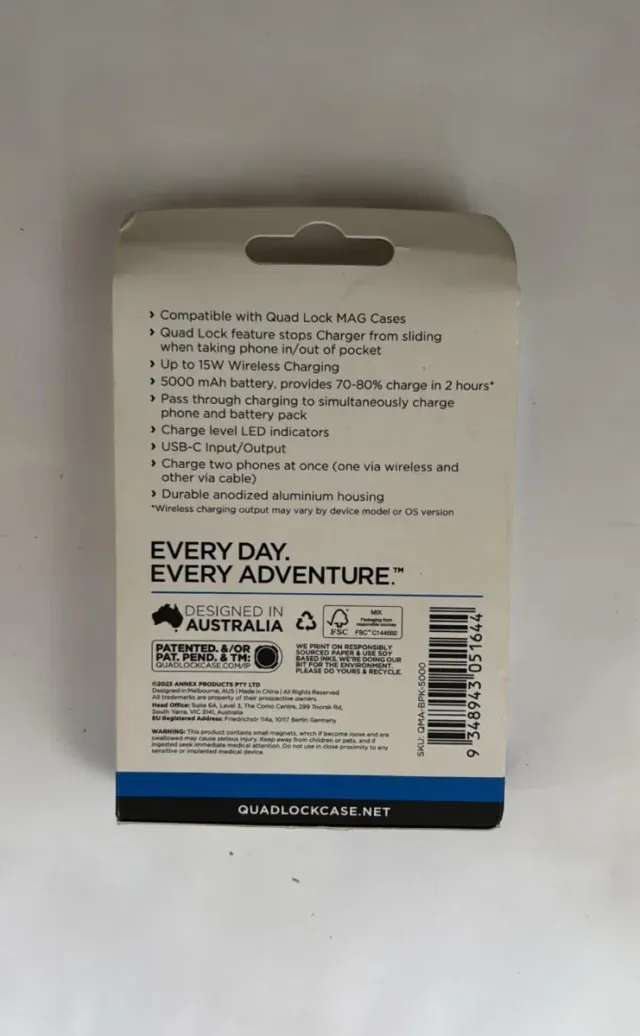 › Compatible with Quad Lock MAG Cases
› Quad Lock feature stops Charger from sliding
when taking phone in/out of pocket
› Up to 15W Wireless Charging
› 5000 mAh battery, provides 70-80% charge in 2 hours*
› Pass through charging to simultaneously charge
phone and battery pack
› Charge level LED indicators
› USB-C Input/Output
› Charge two phones at once (one via wireless and
other via cable)
› Durable anodized aluminium housing
*Wireless charging output may vary by device model or OS version
EVERY DAY.
EVERY ADVENTURE.™
DESIGNED IN
AUSTRALIA
FSC
MIX
Packaging from
responsible sources
FSC™ C144502
PATENTED. &/OR
PAT. PEND. & TM:
QUADLOCKCASE.COM/IP
WE PRINT ON RESPONSIBLY
SOURCED PAPER & USE SOY
BASED INKS. WE'RE DOING OUR
BIT FOR THE ENVIRONMENT.
PLEASE DO YOURS & RECYCLE.
©2023 ANNEX PRODUCTS PTY LTD
Designed in Melbourne, AUS | Made in China | All Rights Reserved
All trademarks are property of their respective owners.
Head Office: Suite 6A, Level 3, The Como Centre, 299 Toorak Rd,
South Yarra, VIC 3141, Australia
EU Registered Address: Friedrichstr 114a, 10117 Berlin Germany
WARNING: This product contains small magnets, which if become loose and are
swallowed may cause serious injury. Keep away from children or pets, and if
ingested seek immediate medical attention. Do not use in close proximity to any
sensitive or implanted medical device.
SKU: QMA-BPK-5000
9 348943 051644
QUADLOCKCASE.NET